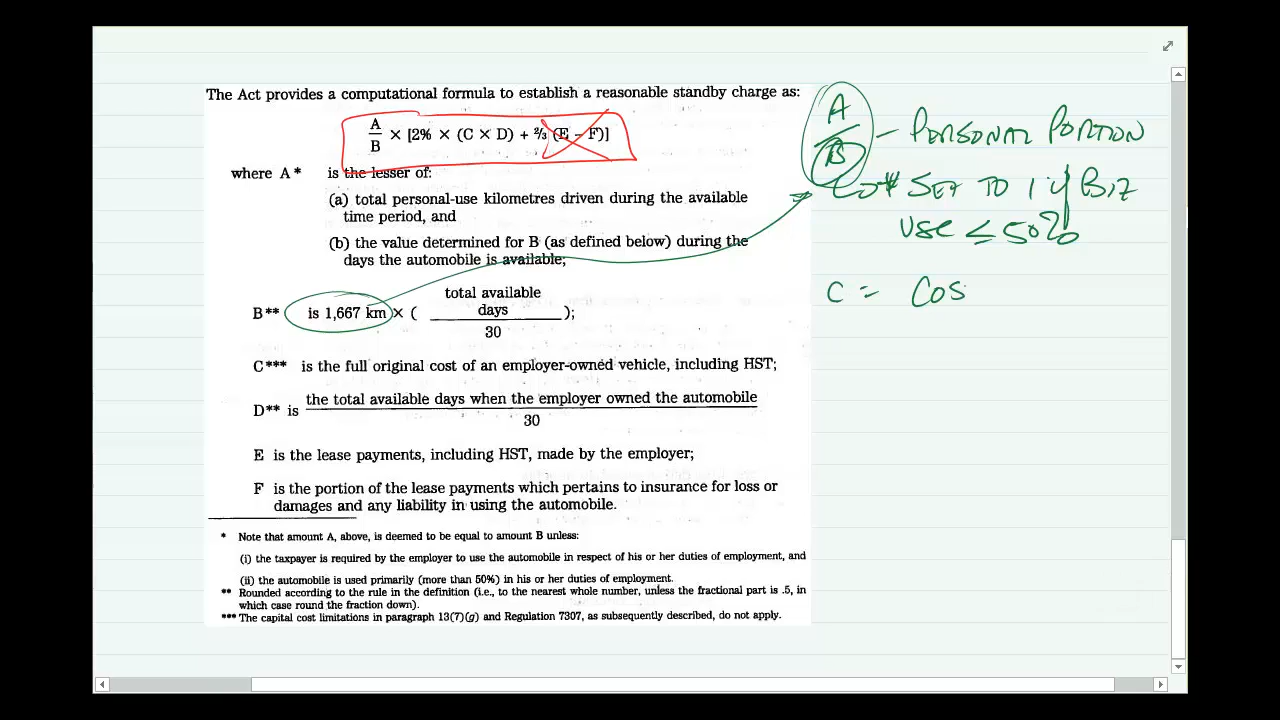 The Act provides a computational formula to establish a reasonable standby charge as:
A
B
× [2% × (C × D) + ⅔ (E − F)]
where A* is the lesser of:
(a) total personal-use kilometres driven during the available
time period, and
(b) the value determined for B (as defined below) during the
days the automobile is available;
total available
B** is 1,667 km × ( days );
30
C*** is the full original cost of an employer-owned vehicle, including HST;
the total available days when the employer owned the automobile
D** is
30
E is the lease payments, including HST, made by the employer;
F is the portion of the lease payments which pertains to insurance for loss or
damages and any liability in using the automobile.
* Note that amount A, above, is deemed to be equal to amount B unless:
(i) the taxpayer is required by the employer to use the automobile in respect of his or her duties of employment, and
(ii) the automobile is used primarily (more than 50%) in his or her duties of employment.
** Rounded according to the rule in the definition (i.e., to the nearest whole number, unless the fractional part is .5, in
which case round the fraction down).
*** The capital cost limitations in paragraph 13(7)(g) and Regulation 7307, as subsequently described, do not apply.
A
B
— PERSONAL PORTION
SET TO 1 if BIZ
USE ≤ 50%
C = COS